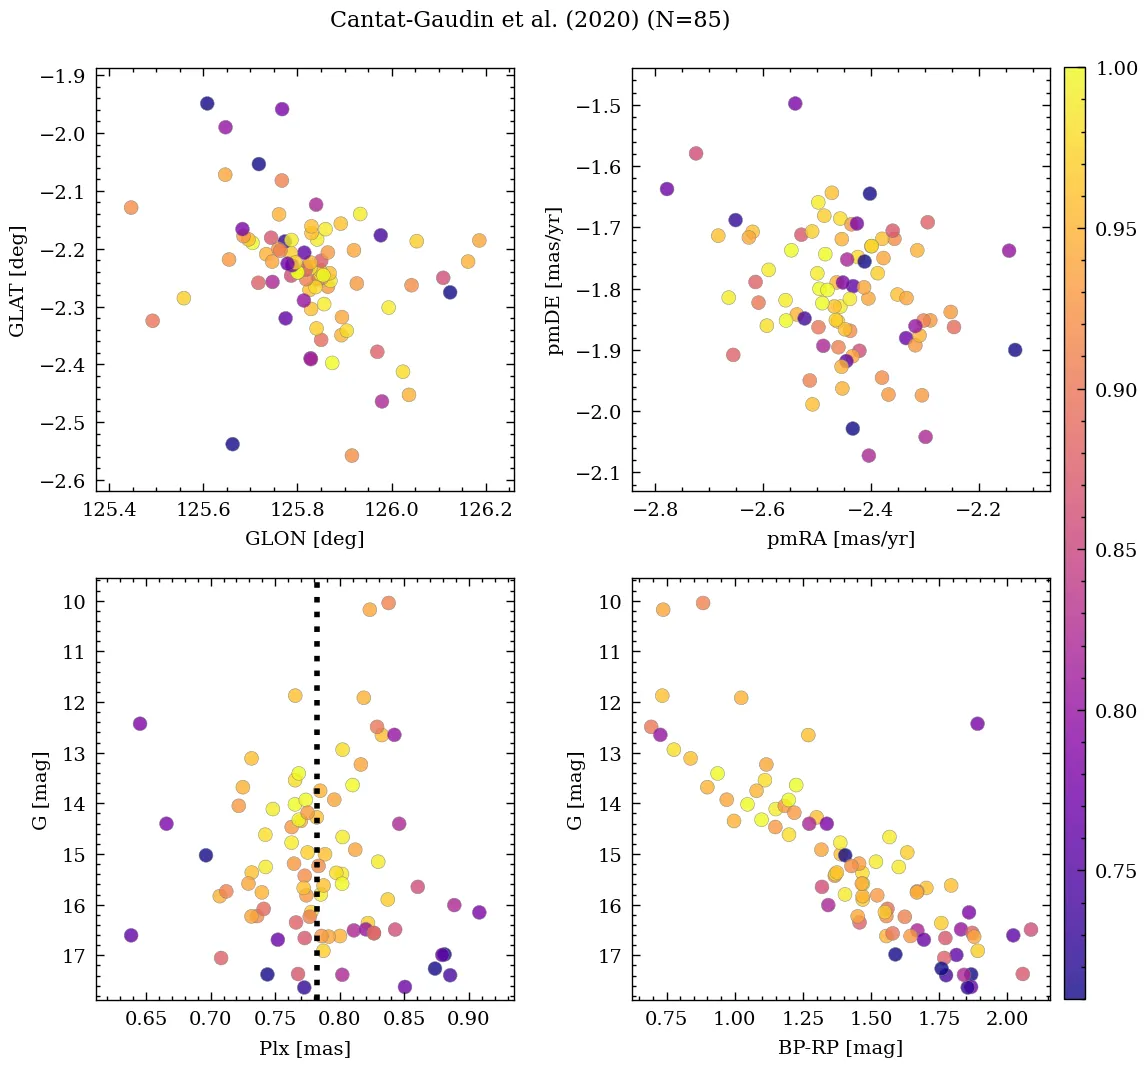 Cantat-Gaudin et al. (2020) (N=85)
−1.9
−2.0
−2.1
−2.2
−2.3
−2.4
−2.5
−2.6
GLAT [deg]
125.4 125.6 125.8 126.0 126.2
GLON [deg]
−1.5
−1.6
−1.7
−1.8
−1.9
−2.0
−2.1
pmDE [mas/yr]
−2.8 −2.6 −2.4 −2.2
pmRA [mas/yr]
10
11
12
13
14
15
16
17
G [mag]
0.65 0.70 0.75 0.80 0.85 0.90
Plx [mas]
10
11
12
13
14
15
16
17
G [mag]
0.75 1.00 1.25 1.50 1.75 2.00
BP-RP [mag]
1.00
0.95
0.90
0.85
0.80
0.75